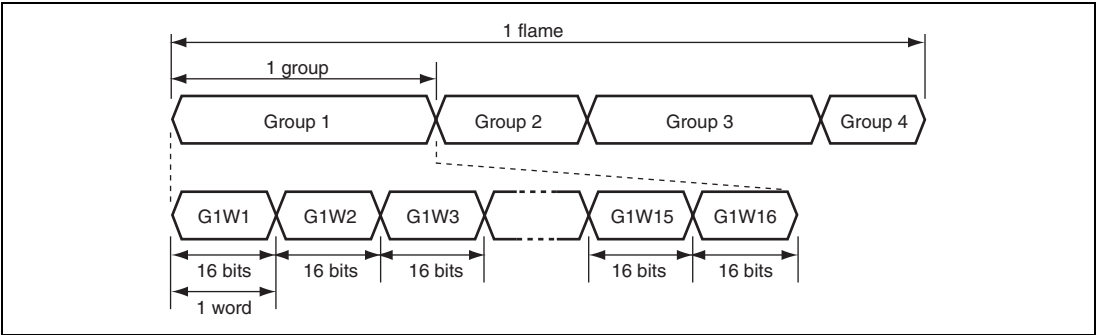 1 flame
1 group
Group 1 Group 2 Group 3 Group 4
G1W1 G1W2 G1W3 G1W15 G1W16
16 bits 16 bits 16 bits 16 bits 16 bits
1 word